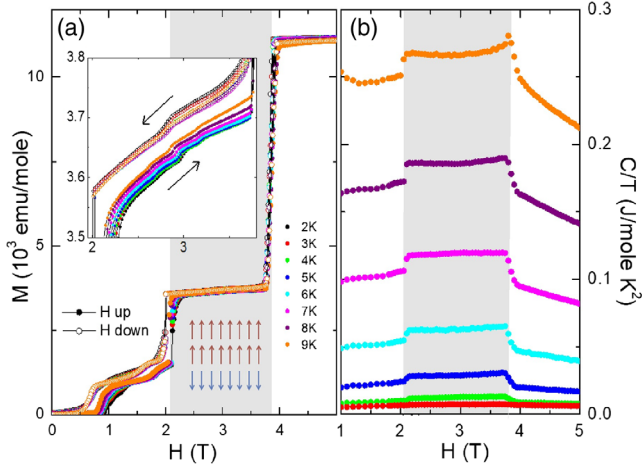 (a)
(b)
M (10³ emu/mole)
10
5
0
3.8
3.7
3.6
3.5
2
3
H up
H down
2K
3K
4K
5K
6K
7K
8K
9K
0 1 2 3 4 5
H (T)
1 2 3 4 5
H (T)
0.3
0.2
0.1
0.0
C/T (J/mole K²)